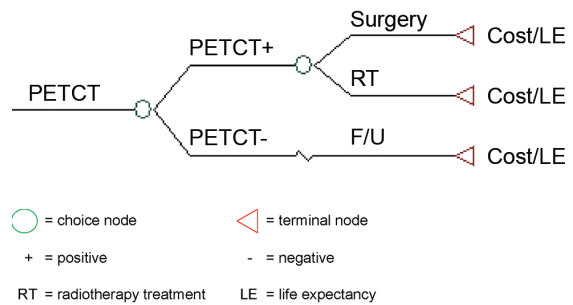 Surgery
Cost/LE
PETCT+
RT
Cost/LE
PETCT
PETCT-
F/U
Cost/LE
= choice node
= terminal node
+ = positive
- = negative
RT = radiotherapy treatment
LE = life expectancy